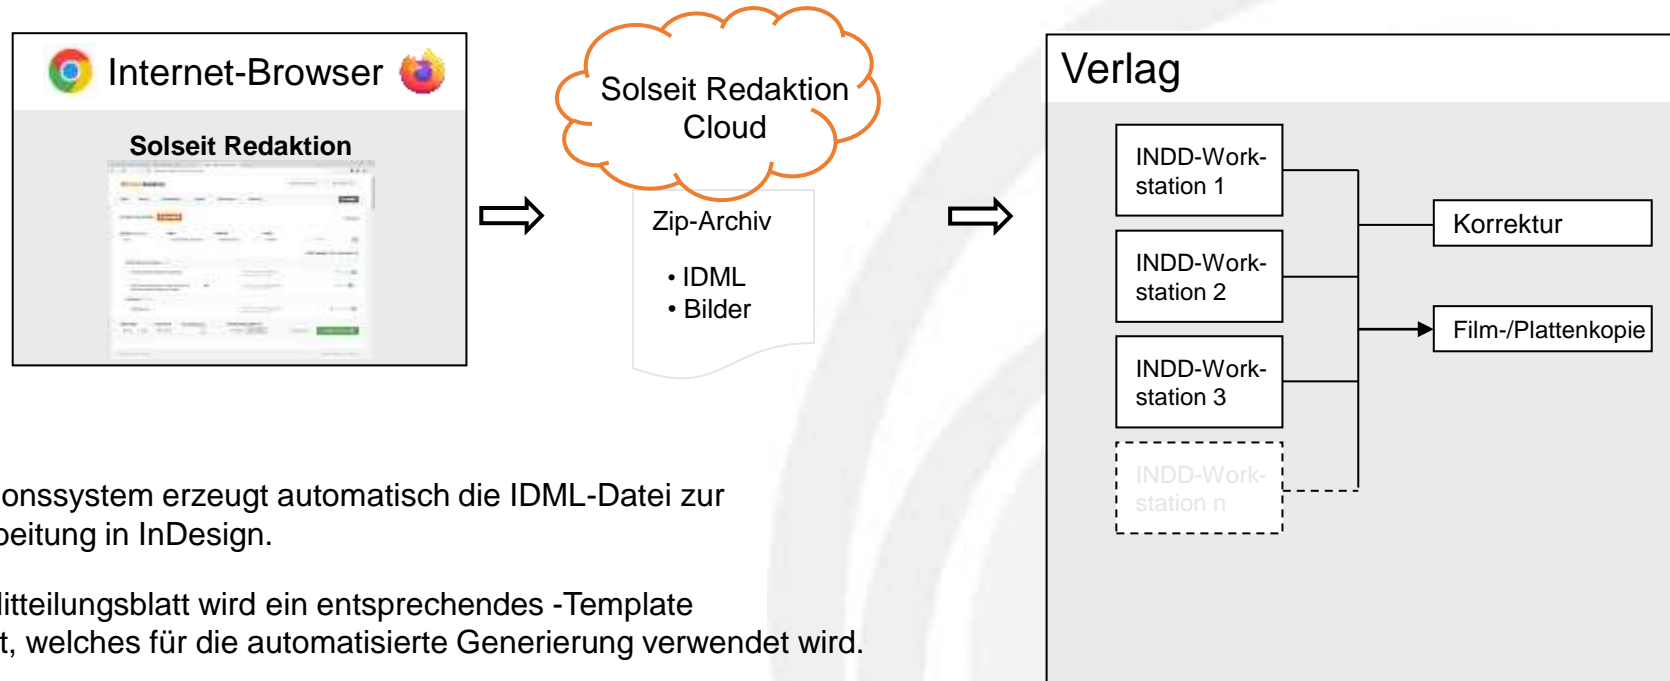 Internet-Browser
Solseit Redaktion
Solseit Redaktion
Cloud
Zip-Archiv
• IDML
• Bilder
Verlag
INDD-Work-
station 1
INDD-Work-
station 2
INDD-Work-
station 3
INDD-Work-
station n
Korrektur
Film-/Plattenkopie
onssystem erzeugt automatisch die IDML-Datei zur
beitung in InDesign.
litteilungsblatt wird ein entsprechendes -Template
t, welches für die automatisierte Generierung verwendet wird.